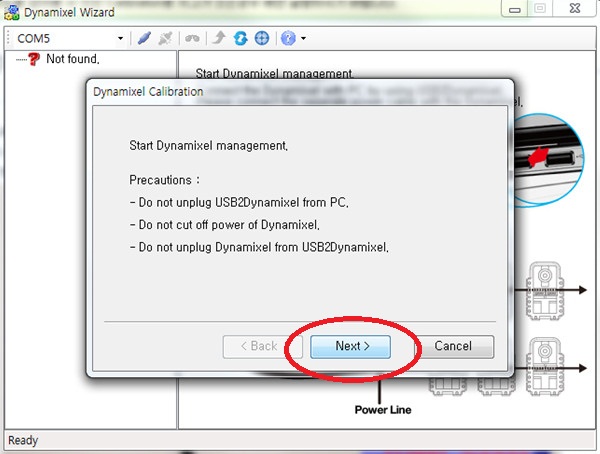 Dynamixel Wizard
COM5
Not found.
Start Dynamixel management.
Dynamixel Calibration
Start Dynamixel management.
Precautions :
- Do not unplug USB2Dynamixel from PC.
- Do not cut off power of Dynamixel.
- Do not unplug Dynamixel from USB2Dynamixel.
< Back
Next >
Cancel
Power Line
Ready